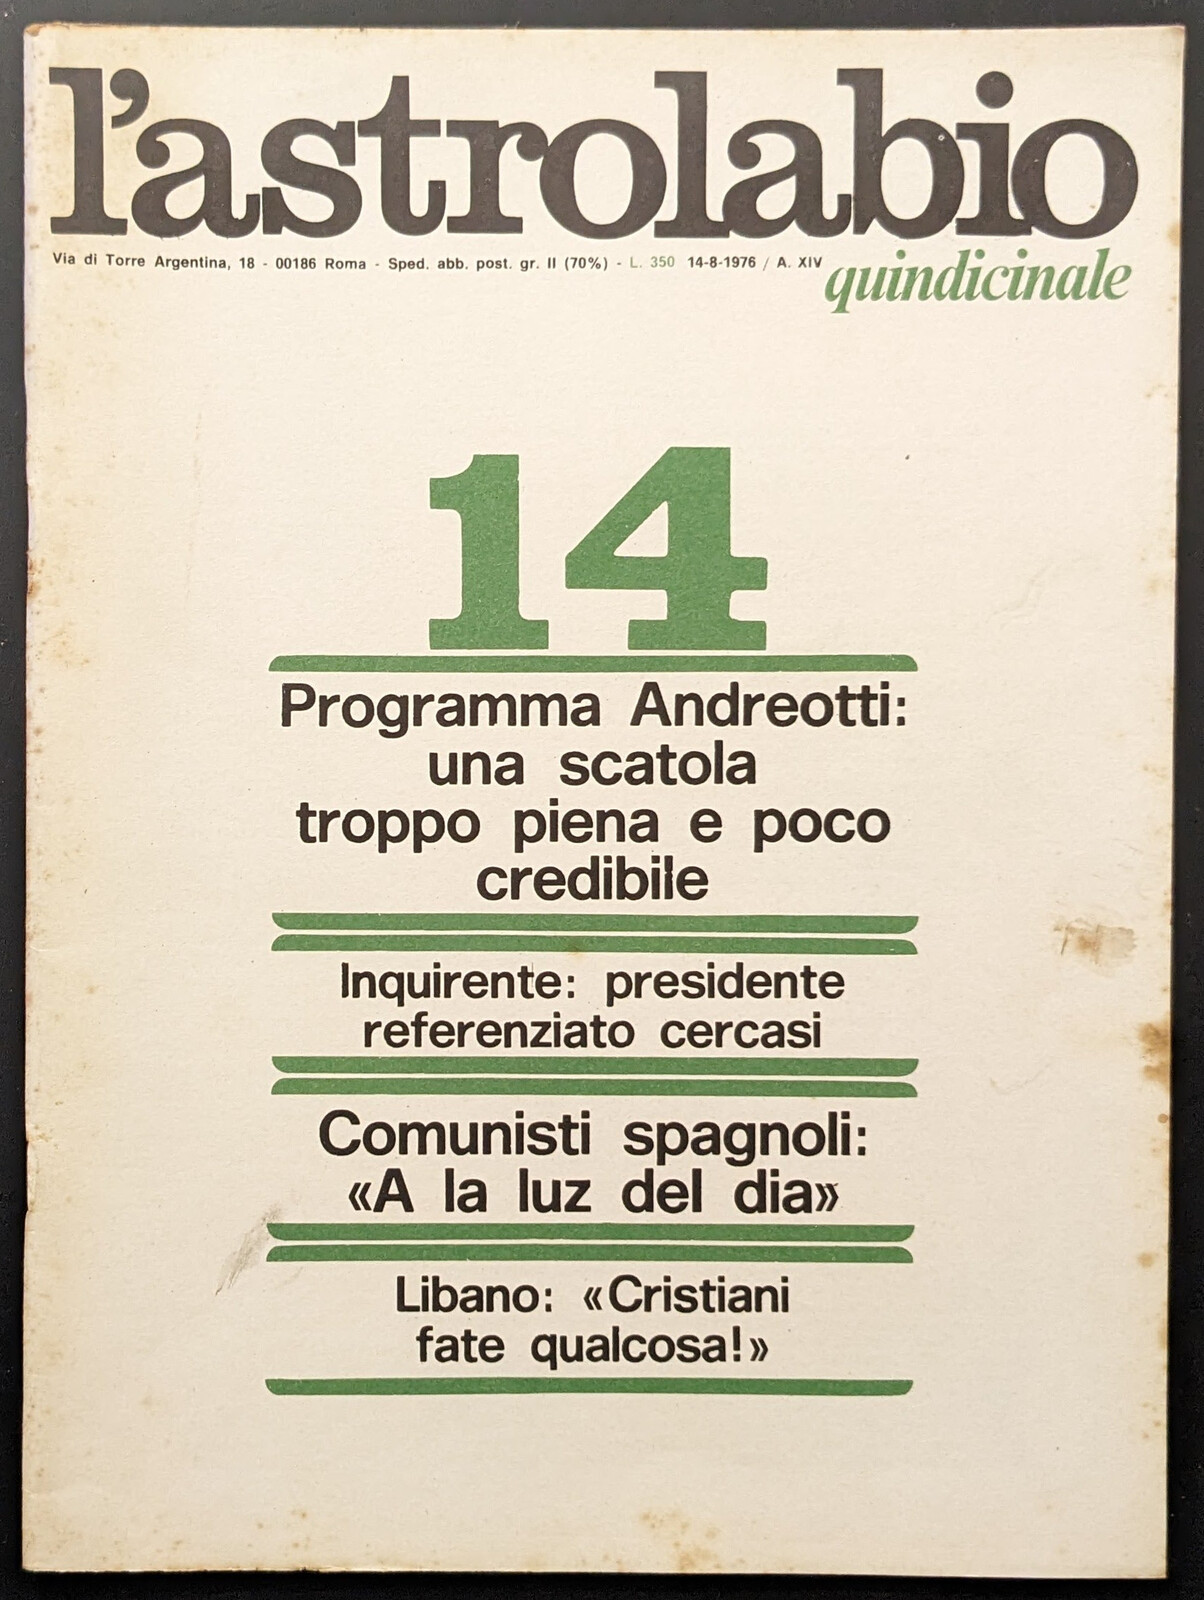 l'astrolabio
Via di Torre Argentina, 18 - 00186 Roma - Sped. abb. post. gr. II (70%) - L. 350 14-8-1976 / A. XIV
quindicinale
14
Programma Andreotti:
una scatola
troppo piena e poco
credibile
Inquirente: presidente
referenziato cercasi
Comunisti spagnoli:
«A la luz del dia»
Libano: «Cristiani
fate qualcosa!»